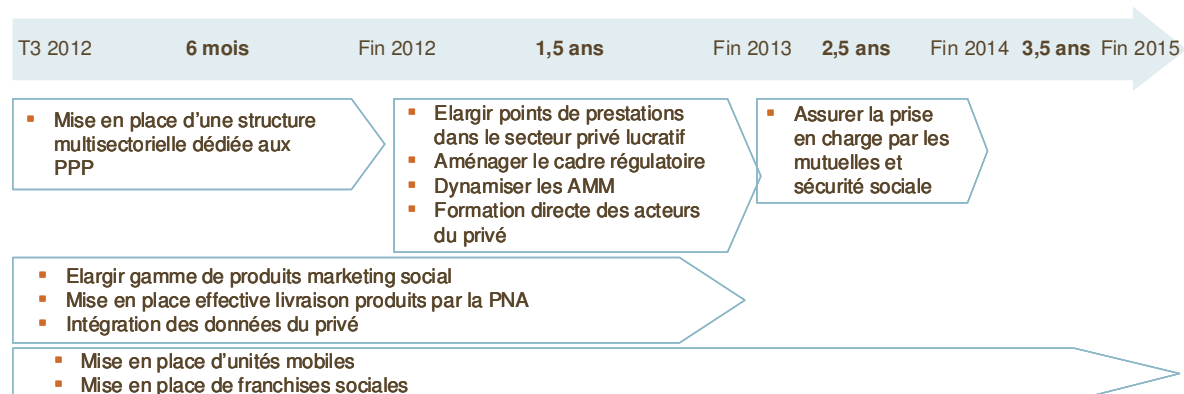 T3 2012 6 mois Fin 2012 1,5 ans Fin 2013 2,5 ans Fin 2014 3,5 ans Fin 2015
Mise en place d’une structure
multisectorielle dédiée aux
PPP
Elargir points de prestations
dans le secteur privé lucratif
Aménager le cadre régulatoire
Dynamiser les AMM
Formation directe des acteurs
du privé
Assurer la prise
en charge par les
mutuelles et
sécurité sociale
Elargir gamme de produits marketing social
Mise en place effective livraison produits par la PNA
Intégration des données du privé
Mise en place d’unités mobiles
Mise en place de franchises sociales